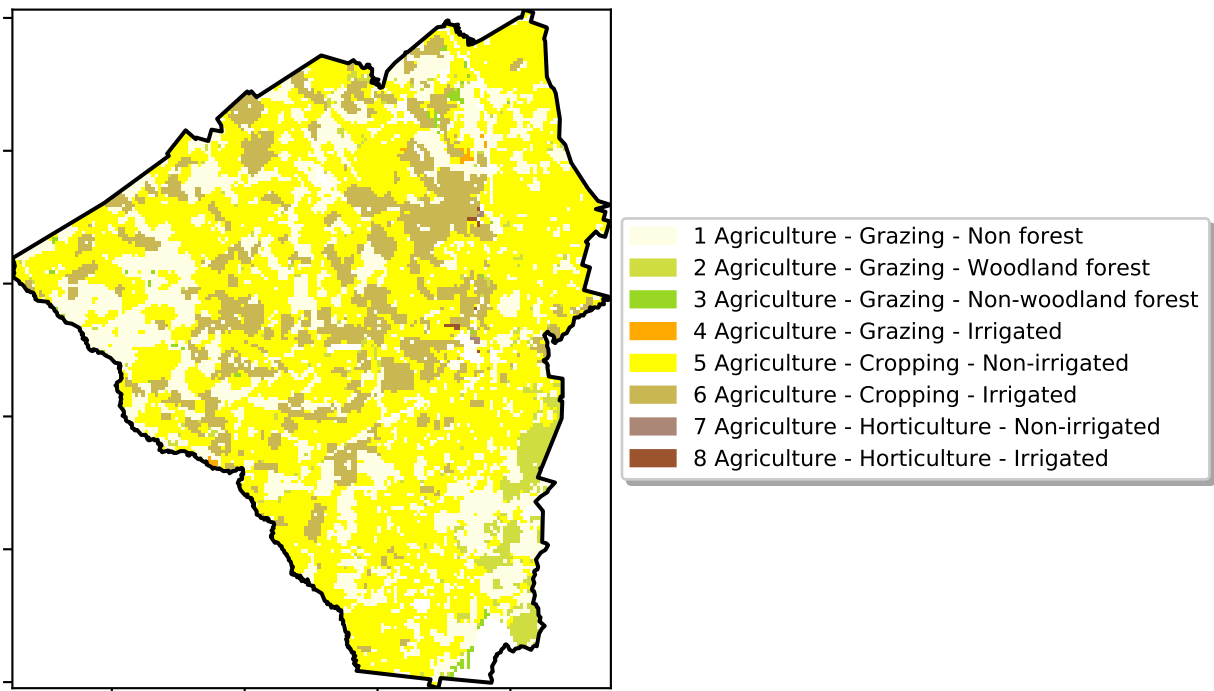 1 Agriculture - Grazing - Non forest
2 Agriculture - Grazing - Woodland forest
3 Agriculture - Grazing - Non-woodland forest
4 Agriculture - Grazing - Irrigated
5 Agriculture - Cropping - Non-irrigated
6 Agriculture - Cropping - Irrigated
7 Agriculture - Horticulture - Non-irrigated
8 Agriculture - Horticulture - Irrigated